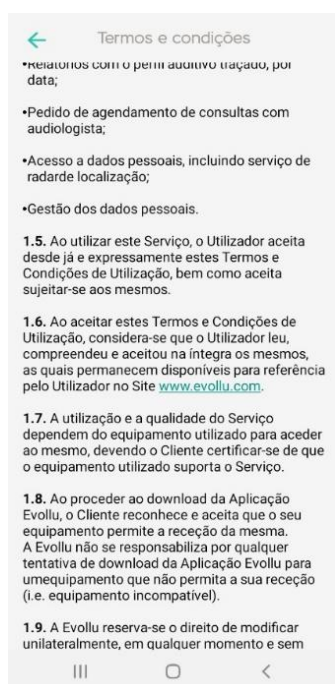 Termos e condições
•Relatórios com o perfil auditivo traçado, por
data;
•Pedido de agendamento de consultas com
audiologista;
•Acesso a dados pessoais, incluindo serviço de
radarde localização;
•Gestão dos dados pessoais.
1.5. Ao utilizar este Serviço, o Utilizador aceita
desde já e expressamente estes Termos e
Condições de Utilização, bem como aceita
sujeitar-se aos mesmos.
1.6. Ao aceitar estes Termos e Condições de
Utilização, considera-se que o Utilizador leu,
compreendeu e aceitou na íntegra os mesmos,
as quais permanecem disponíveis para referência
pelo Utilizador no Site www.evollu.com.
1.7. A utilização e a qualidade do Serviço
dependem do equipamento utilizado para aceder
ao mesmo, devendo o Cliente certificar-se de que
o equipamento utilizado suporta o Serviço.
1.8. Ao proceder ao download da Aplicação
Evollu, o Cliente reconhece e aceita que o seu
equipamento permite a receção da mesma.
A Evollu não se responsabiliza por qualquer
tentativa de download da Aplicação Evollu para
umequipamento que não permita a sua receção
(i.e. equipamento incompatível).
1.9. A Evollu reserva-se o direito de modificar
unilateralmente, em qualquer momento e sem